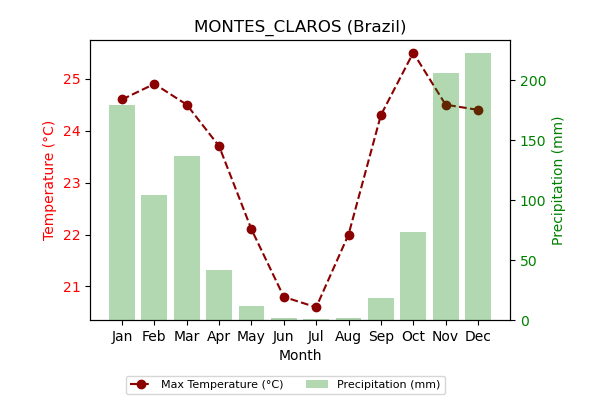 MONTES_CLAROS (Brazil)
25
24
23
22
21
Temperature (°C)
200
150
100
50
0
Precipitation (mm)
Jan Feb Mar Apr May Jun Jul Aug Sep Oct Nov Dec
Month
Max Temperature (°C) Precipitation (mm)